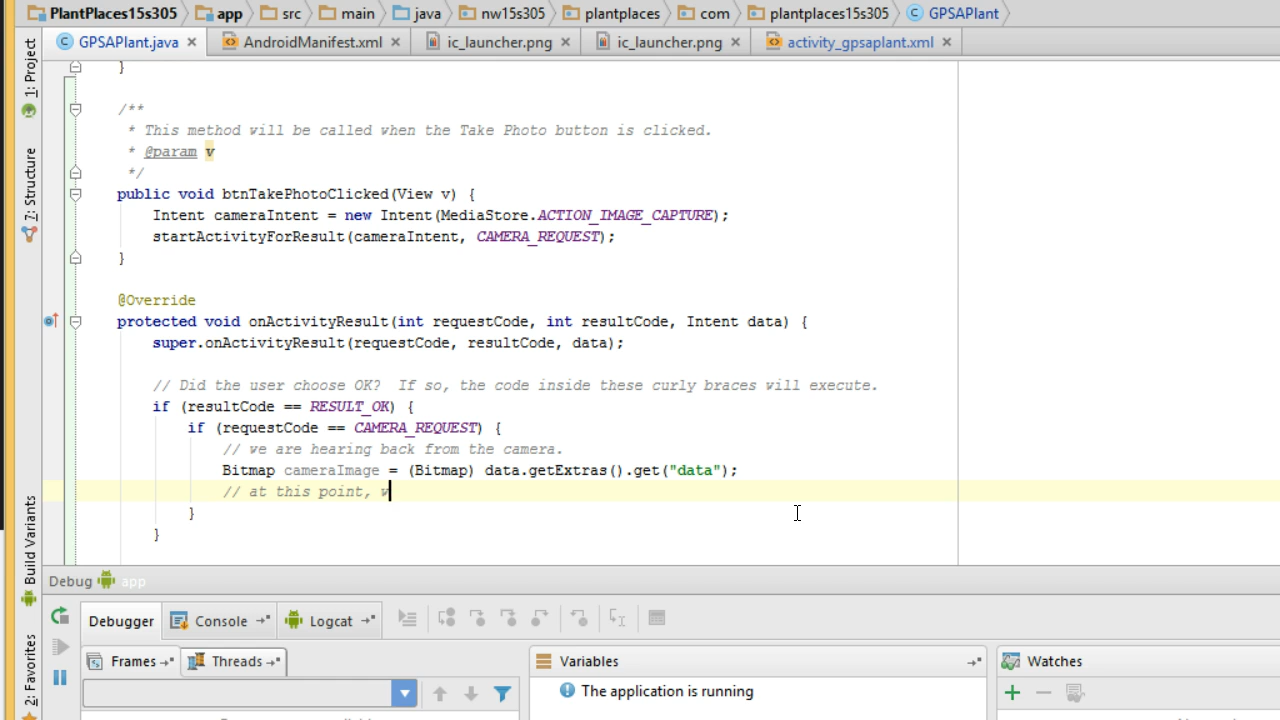 PlantPlaces15s305 app src main java nw15s305 plantplaces com plantplaces15s305 GPSAPlant
GPSAPlant.java AndroidManifest.xml ic_launcher.png ic_launcher.png activity_gpsaplant.xml
1: Project
7: Structure
Build Variants
2: Favorites
}
/**
* This method will be called when the Take Photo button is clicked.
* @param v
*/
public void btnTakePhotoClicked(View v) {
Intent cameraIntent = new Intent(MediaStore.ACTION_IMAGE_CAPTURE);
startActivityForResult(cameraIntent, CAMERA_REQUEST);
}
@Override
protected void onActivityResult(int requestCode, int resultCode, Intent data) {
super.onActivityResult(requestCode, resultCode, data);
// Did the user choose OK?  If so, the code inside these curly braces will execute.
if (resultCode == RESULT_OK) {
if (requestCode == CAMERA_REQUEST) {
// we are hearing back from the camera.
Bitmap cameraImage = (Bitmap) data.getExtras().get("data");
// at this point, w
}
}
Debug app
Debugger Console Logcat
Frames Threads Variables Watches
The application is running